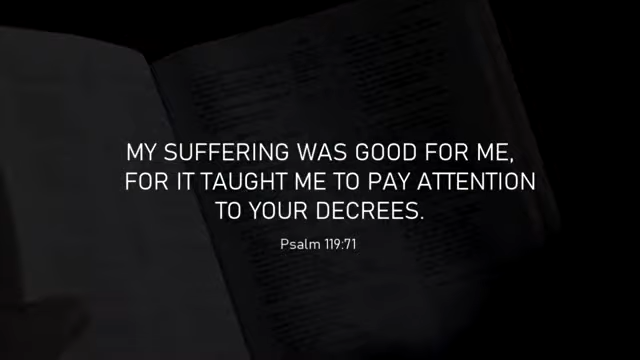 MY SUFFERING WAS GOOD FOR ME,
FOR IT TAUGHT ME TO PAY ATTENTION
TO YOUR DECREES.
Psalm 119:71